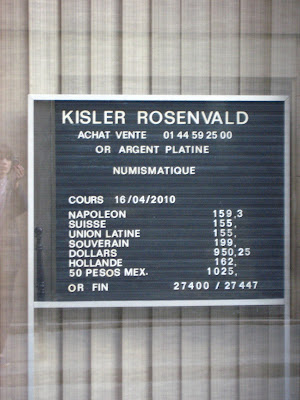 KISLER ROSENVALD
ACHAT VENTE 01 44 59 25 00
OR ARGENT PLATINE
NUMISMATIQUE
COURS 16/04/2010
NAPOLEON 159,3
SUISSE 155,
UNION LATINE 155,
SOUVERAIN 199,
DOLLARS 950,25
HOLLANDE 162,
50 PESOS MEX. 1025,
OR FIN 27400 / 27447